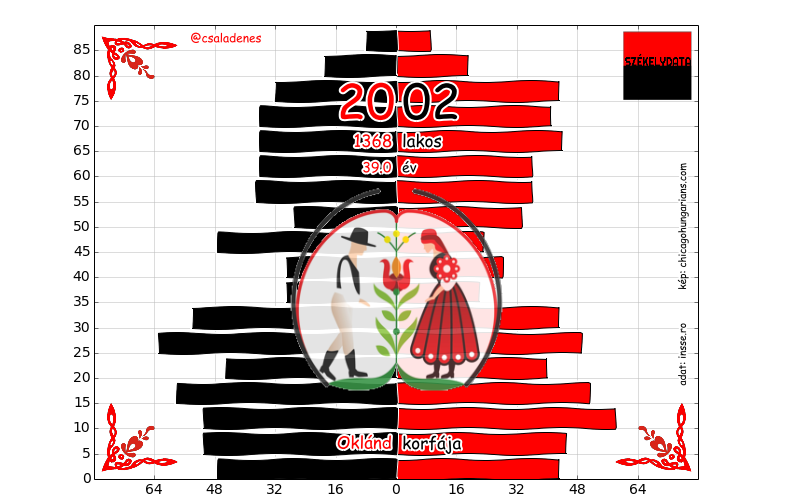 @csaladenes
SZÉKELYDATA
2002
1368 lakos
39.0 év
kép: chicagohungarians.com
adat: insse.ro
Oklánd korfája
85
80
75
70
65
60
55
50
45
40
35
30
25
20
15
10
5
0
64 48 32 16 0 16 32 48 64